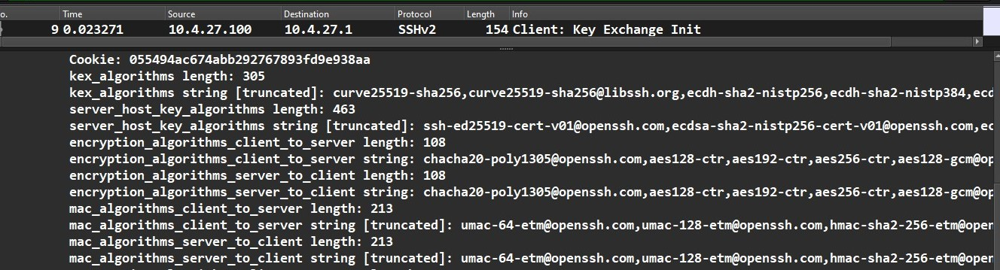 o. Time Source Destination Protocol Length Info
9 0.023271 10.4.27.100 10.4.27.1 SSHv2 154 Client: Key Exchange Init
Cookie: 055494ac674abb292767893fd9e938aa
kex_algorithms length: 305
kex_algorithms string [truncated]: curve25519-sha256,curve25519-sha256@libssh.org,ecdh-sha2-nistp256,ecdh-sha2-nistp384,ecd
server_host_key_algorithms length: 463
server_host_key_algorithms string [truncated]: ssh-ed25519-cert-v01@openssh.com,ecdsa-sha2-nistp256-cert-v01@openssh.com,ec
encryption_algorithms_client_to_server length: 108
encryption_algorithms_client_to_server string: chacha20-poly1305@openssh.com,aes128-ctr,aes192-ctr,aes256-ctr,aes128-gcm@op
encryption_algorithms_server_to_client length: 108
encryption_algorithms_server_to_client string: chacha20-poly1305@openssh.com,aes128-ctr,aes192-ctr,aes256-ctr,aes128-gcm@op
mac_algorithms_client_to_server length: 213
mac_algorithms_client_to_server string [truncated]: umac-64-etm@openssh.com,umac-128-etm@openssh.com,hmac-sha2-256-etm@open
mac_algorithms_server_to_client length: 213
mac_algorithms_server_to_client string [truncated]: umac-64-etm@openssh.com,umac-128-etm@openssh.com,hmac-sha2-256-etm@open